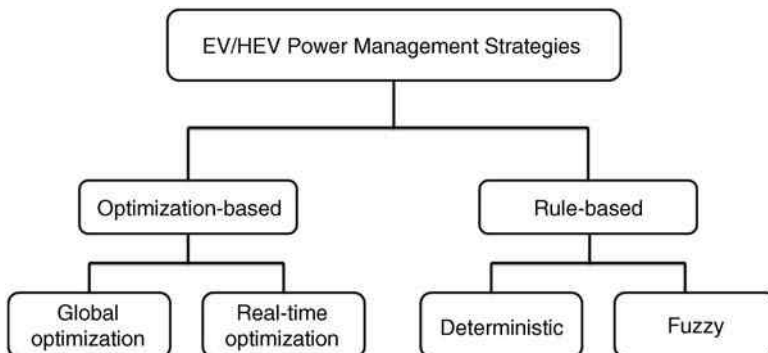 EV/HEV Power Management Strategies
Optimization-based
Rule-based
Global
optimization
Real-time
optimization
Deterministic
Fuzzy